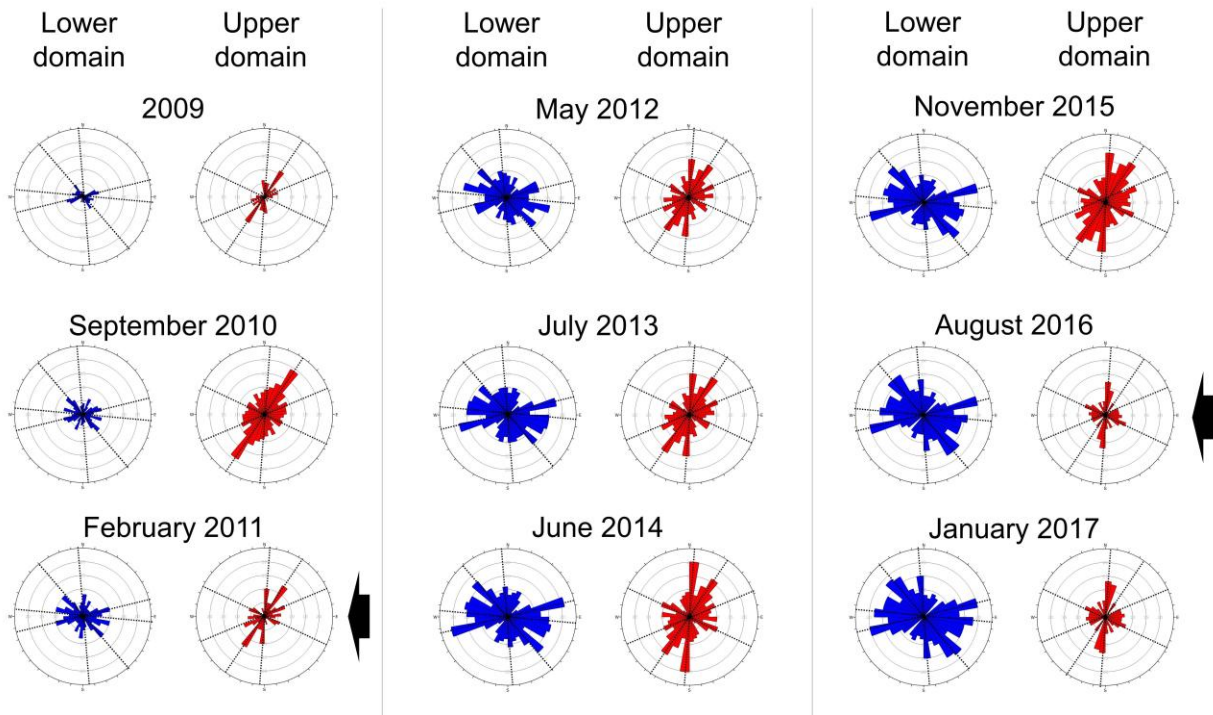 Lower domain
Upper domain
Lower domain
Upper domain
Lower domain
Upper domain
2009
May 2012
November 2015
September 2010
July 2013
August 2016
February 2011
June 2014
January 2017